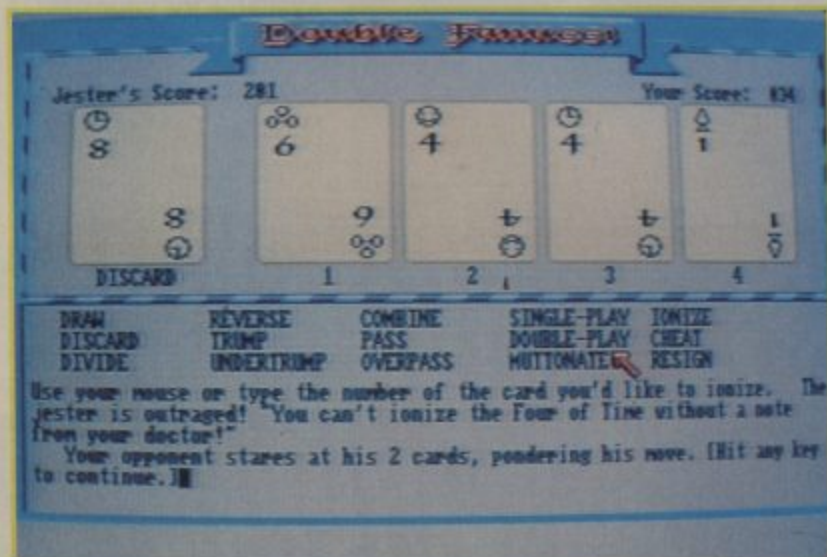 Double Fanucci
Jester's Score: 201 Your Score: 034
8 6 4 4 1
8 6 4 4 1
DISCARD 1 2 3 4
DRAW REVERSE COMBINE SINGLE-PLAY IONIZE
DISCARD TRUMP PASS DOUBLE-PLAY CHEAT
DIVIDE UNDERTRUMP OVERPASS MUTTONATE RESIGN
Use your mouse or type the number of the card you'd like to ionize. The
jester is outraged! "You can't ionize the Four of Time without a note
from your doctor!"
Your opponent stares at his 2 cards, pondering his move. [Hit any key
to continue.]